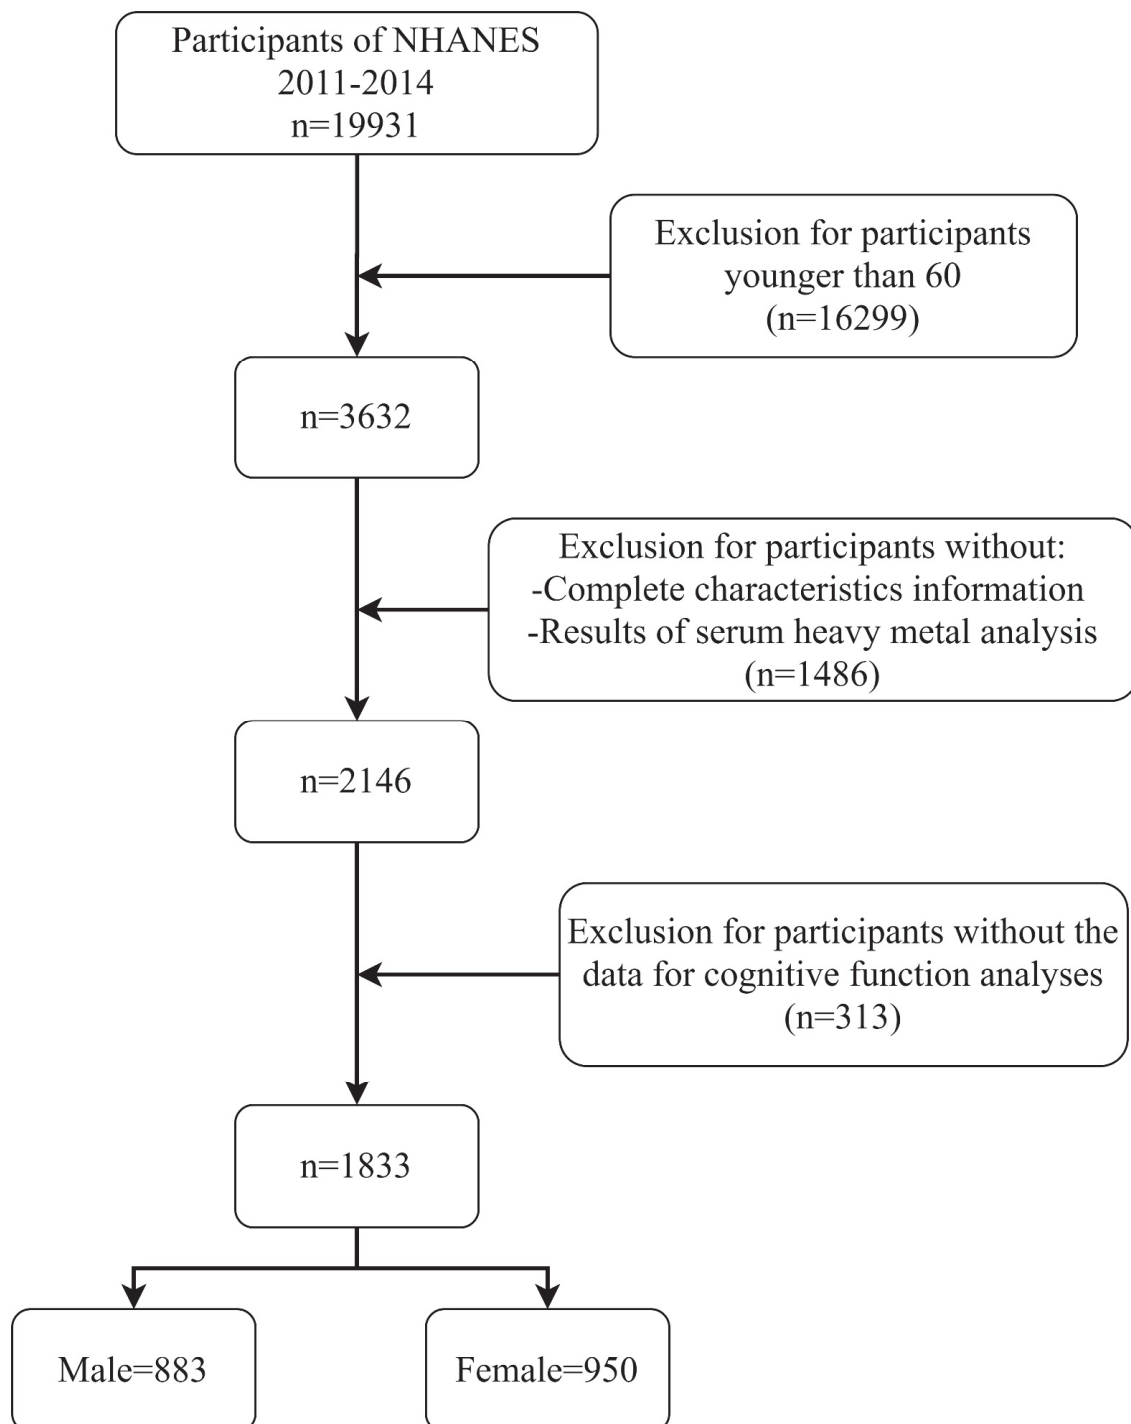 Participants of NHANES
2011-2014
n=19931
Exclusion for participants
younger than 60
(n=16299)
n=3632
Exclusion for participants without:
-Complete characteristics information
-Results of serum heavy metal analysis
(n=1486)
n=2146
Exclusion for participants without the
data for cognitive function analyses
(n=313)
n=1833
Male=883
Female=950